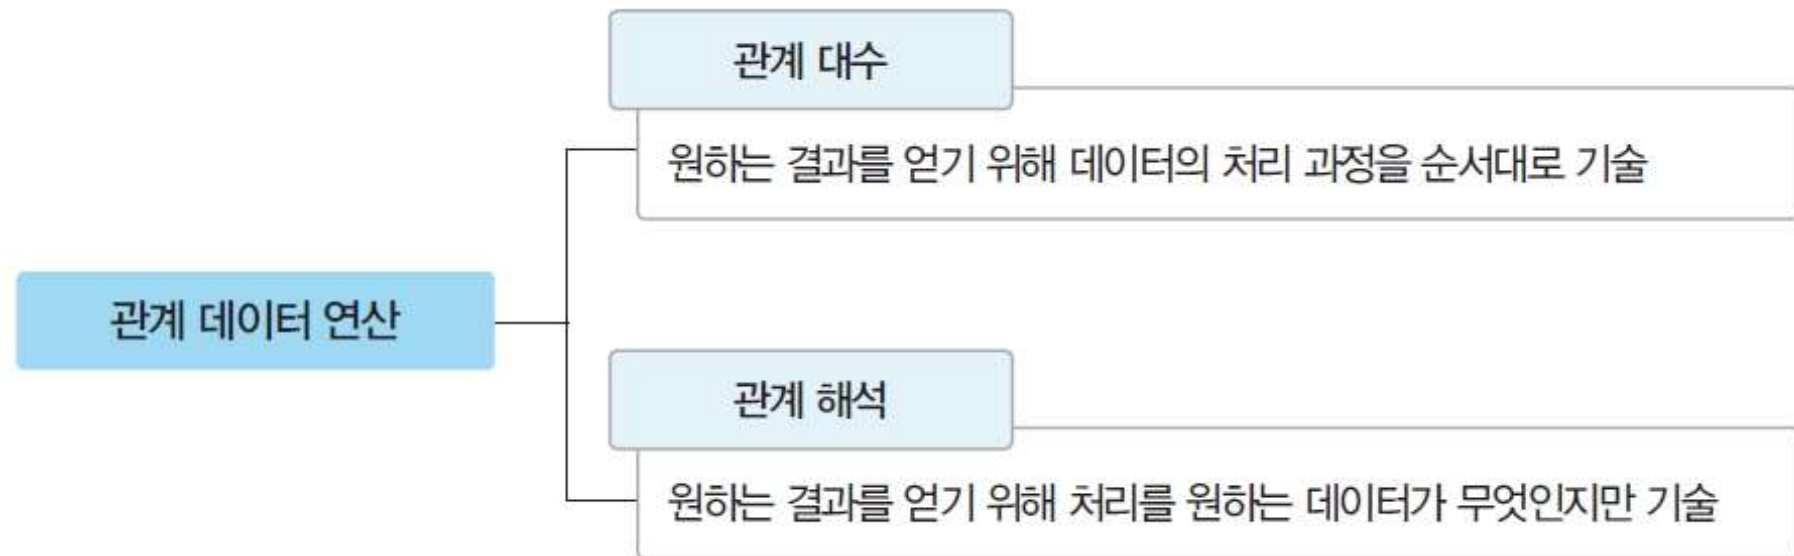 관계 대수
원하는 결과를 얻기 위해 데이터의 처리 과정을 순서대로 기술
관계 데이터 연산
관계 해석
원하는 결과를 얻기 위해 처리를 원하는 데이터가 무엇인지만 기술